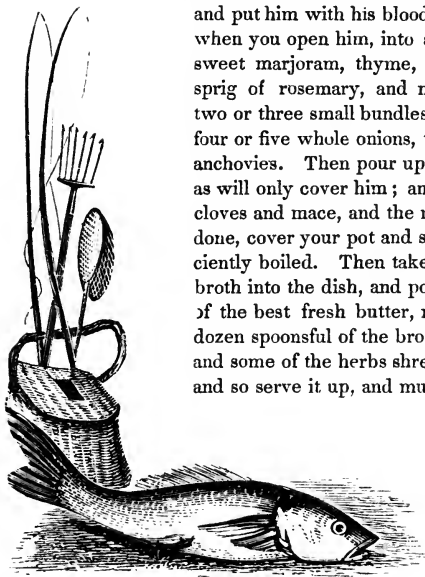 and put him with his blood
when you open him, into
sweet marjoram, thyme,
sprig of rosemary, and
two or three small bundles
four or five whole onions,
anchovies. Then pour up
as will only cover him; an
cloves and mace, and the
done, cover your pot and s
ciently boiled. Then take
broth into the dish, and po
of the best fresh butter,
dozen spoonsful of the bro
and some of the herbs shre
and so serve it up, and mu